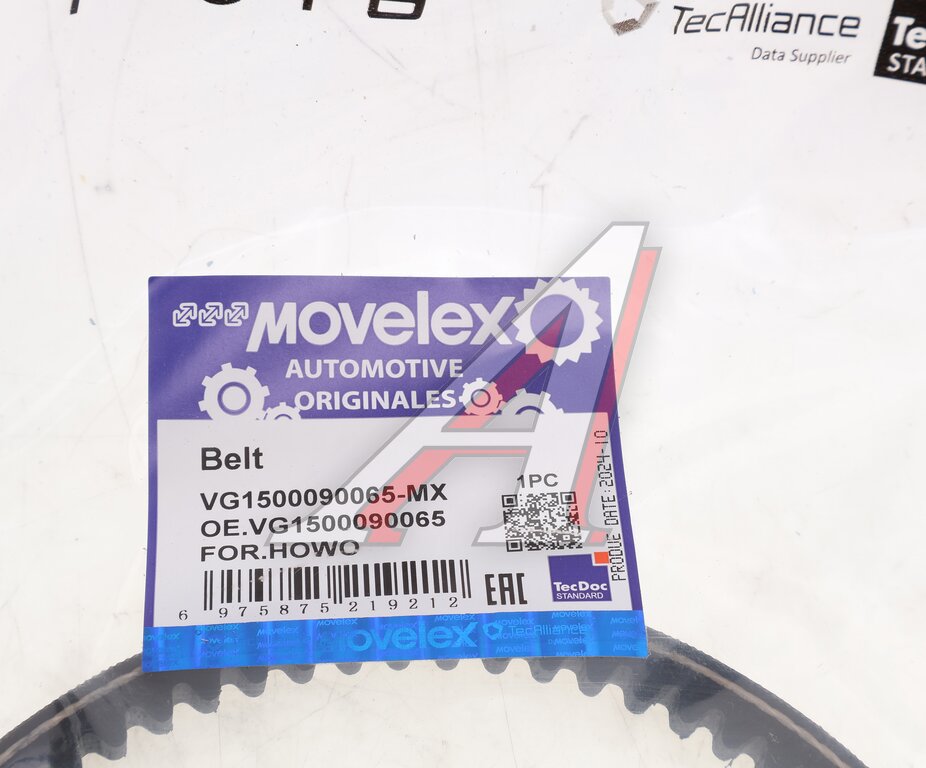 TecAlliance
Data Supplier
Te
STA
MOVELEX
AUTOMOTIVE
ORIGINALES
Belt
VG1500090065-MX
OE.VG1500090065
FOR.HOWO
1PC
PRODUE DATE:2024-10
EAC
TecDoc
STANDARD
6 975875 219212
Movelex TecAlliance